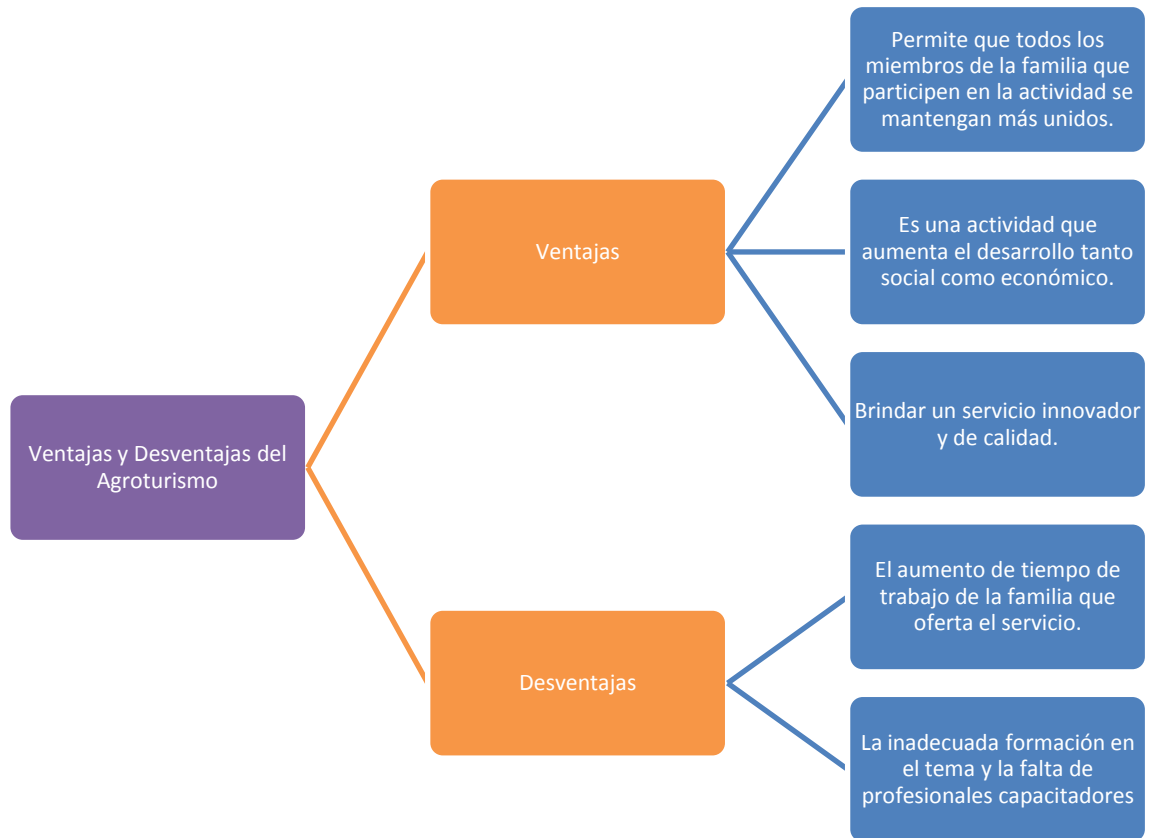 Ventajas y Desventajas del
Agroturismo
Ventajas
Permite que todos los
miembros de la familia que
participen en la actividad se
mantengan más unidos.
Es una actividad que
aumenta el desarrollo tanto
social como económico.
Brindar un servicio innovador
y de calidad.
Desventajas
El aumento de tiempo de
trabajo de la familia que
oferta el servicio.
La inadecuada formación en
el tema y la falta de
profesionales capacitadores